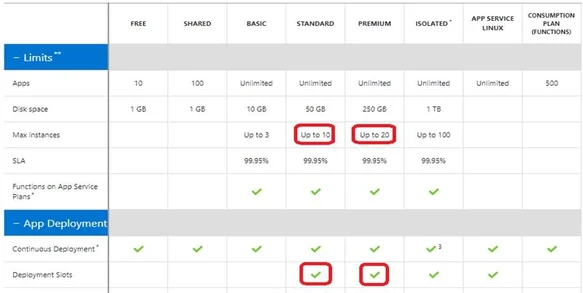 FREE SHARED BASIC STANDARD PREMIUM ISOLATED * APP SERVICE LINUX CONSUMPTION PLAN (FUNCTIONS)
− Limits **
Apps 10 100 Unlimited Unlimited Unlimited Unlimited Unlimited 500
Disk space 1 GB 1 GB 10 GB 50 GB 250 GB 1 TB
Max Instances Up to 3 Up to 10 Up to 20 Up to 100
SLA 99.95% 99.95% 99.95% 99.95%
Functions on App Service Plans * ✓ ✓ ✓ ✓
− App Deployment
Continuous Deployment * ✓ ✓ ✓ ✓ ✓ ✓ 3 ✓ ✓
Deployment Slots ✓ ✓ ✓ ✓